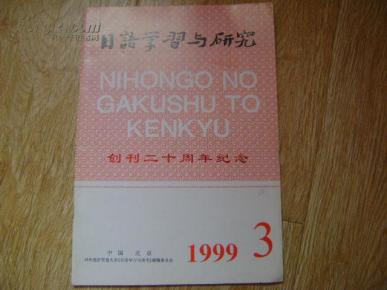 日語学習与研究
NIHONGO NO
GAKUSHU TO
KENKYU
创刊二十周年纪念
中国 北京
1999 3